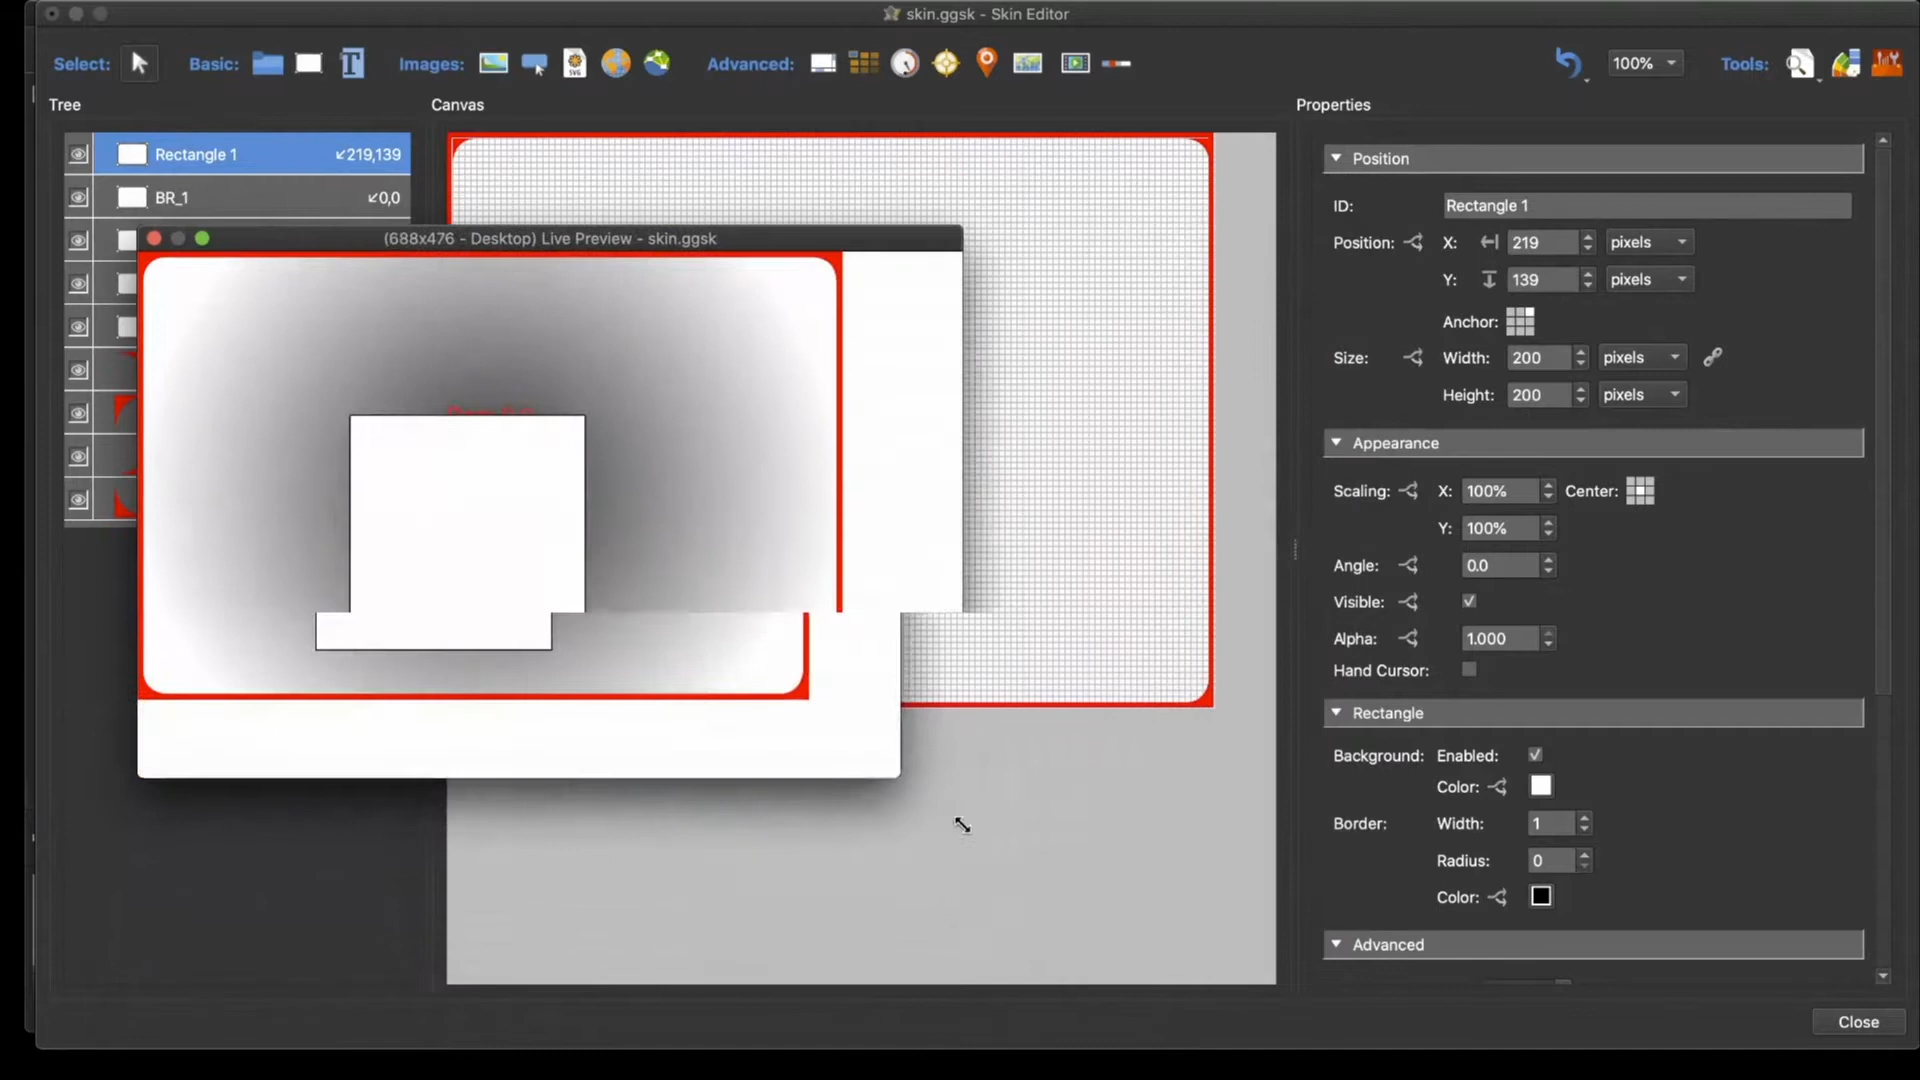 skin.ggsk - Skin Editor
Select:
Basic:
T
Images:
SVG
Advanced:
100%
Tools:
Tree
Canvas
Properties
Rectangle 1
↙219,139
BR_1
↙0,0
(688x476 - Desktop) Live Preview - skin.ggsk
Position
ID:
Rectangle 1
Position:
X:
219
pixels
Y:
139
pixels
Anchor:
Size:
Width:
200
pixels
Height:
200
pixels
Appearance
Scaling:
X:
100%
Center:
Y:
100%
Angle:
0.0
Visible:
Alpha:
1.000
Hand Cursor:
Rectangle
Background:
Enabled:
Color:
Border:
Width:
1
Radius:
0
Color:
Advanced
Close